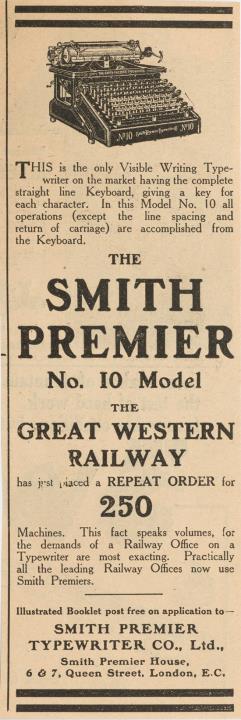 No 10 Smith Premier Typewriter No 10
THIS is the only Visible Writing Type-
writer on the market having the complete
straight line Keyboard, giving a key for
each character. In this Model No. 10 all
operations (except the line spacing and
return of carriage) are accomplished from
the Keyboard.
THE
SMITH
PREMIER
No. 10 Model
THE
GREAT WESTERN
RAILWAY
has just placed a REPEAT ORDER for
250
Machines. This fact speaks volumes, for
the demands of a Railway Office on a
Typewriter are most exacting. Practically
all the leading Railway Offices now use
Smith Premiers.
Illustrated Booklet post free on application to—
SMITH PREMIER
TYPEWRITER CO., Ltd.,
Smith Premier House,
6 & 7, Queen Street, London, E.C.